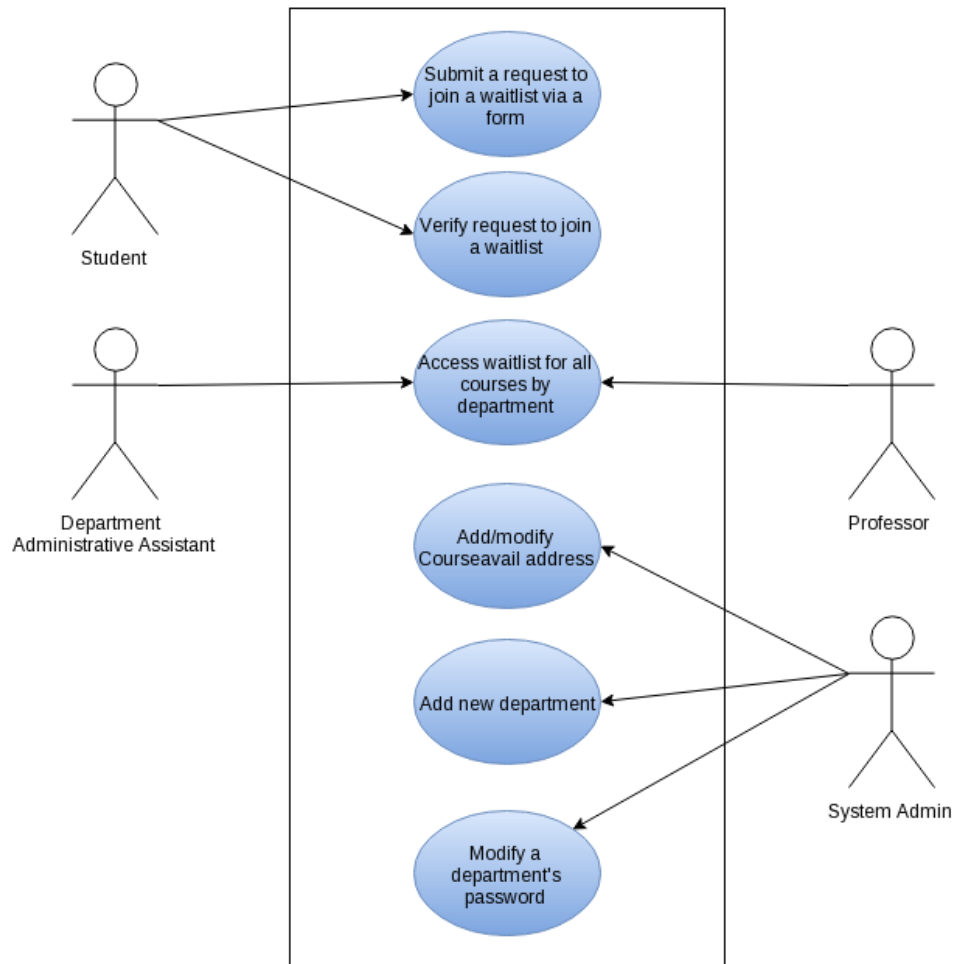 Submit a request to
join a waitlist via a
form
Student
Verify request to join
a waitlist
Access waitlist for all
courses by
department
Department
Administrative Assistant
Professor
Add/modify
Courseavail address
Add new department
System Admin
Modify a
department's
password